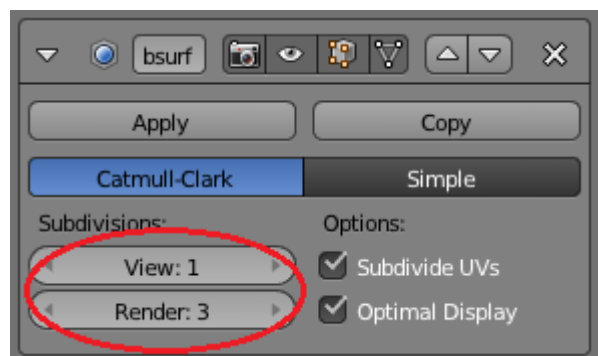 bsurf
Apply Copy
Catmull-Clark Simple
Subdivisions: Options:
View: 1 Subdivide UVs
Render: 3 Optimal Display